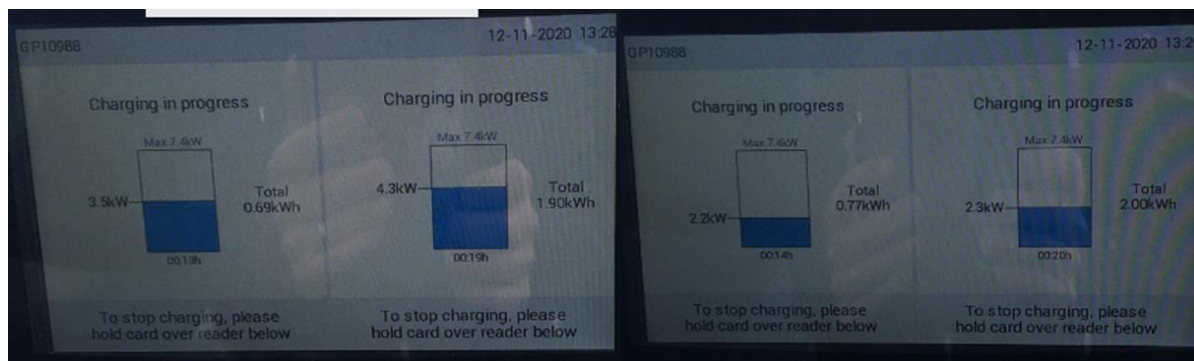 GP10988
12-11-2020 13:28
Charging in progress
Max 7.4kW
3.5kW
Total
0.69kWh
00:13h
To stop charging, please
hold card over reader below
Charging in progress
Max 7.4kW
4.3kW
Total
1.90kWh
00:19h
To stop charging, please
hold card over reader below
GP10988
12-11-2020 13:2
Charging in progress
Max 7.4kW
2.2kW
Total
0.77kWh
00:14h
To stop charging, please
hold card over reader below
Charging in progress
Max 7.4kW
2.3kW
Total
2.00kWh
00:20h
To stop charging, please
hold card over reader below